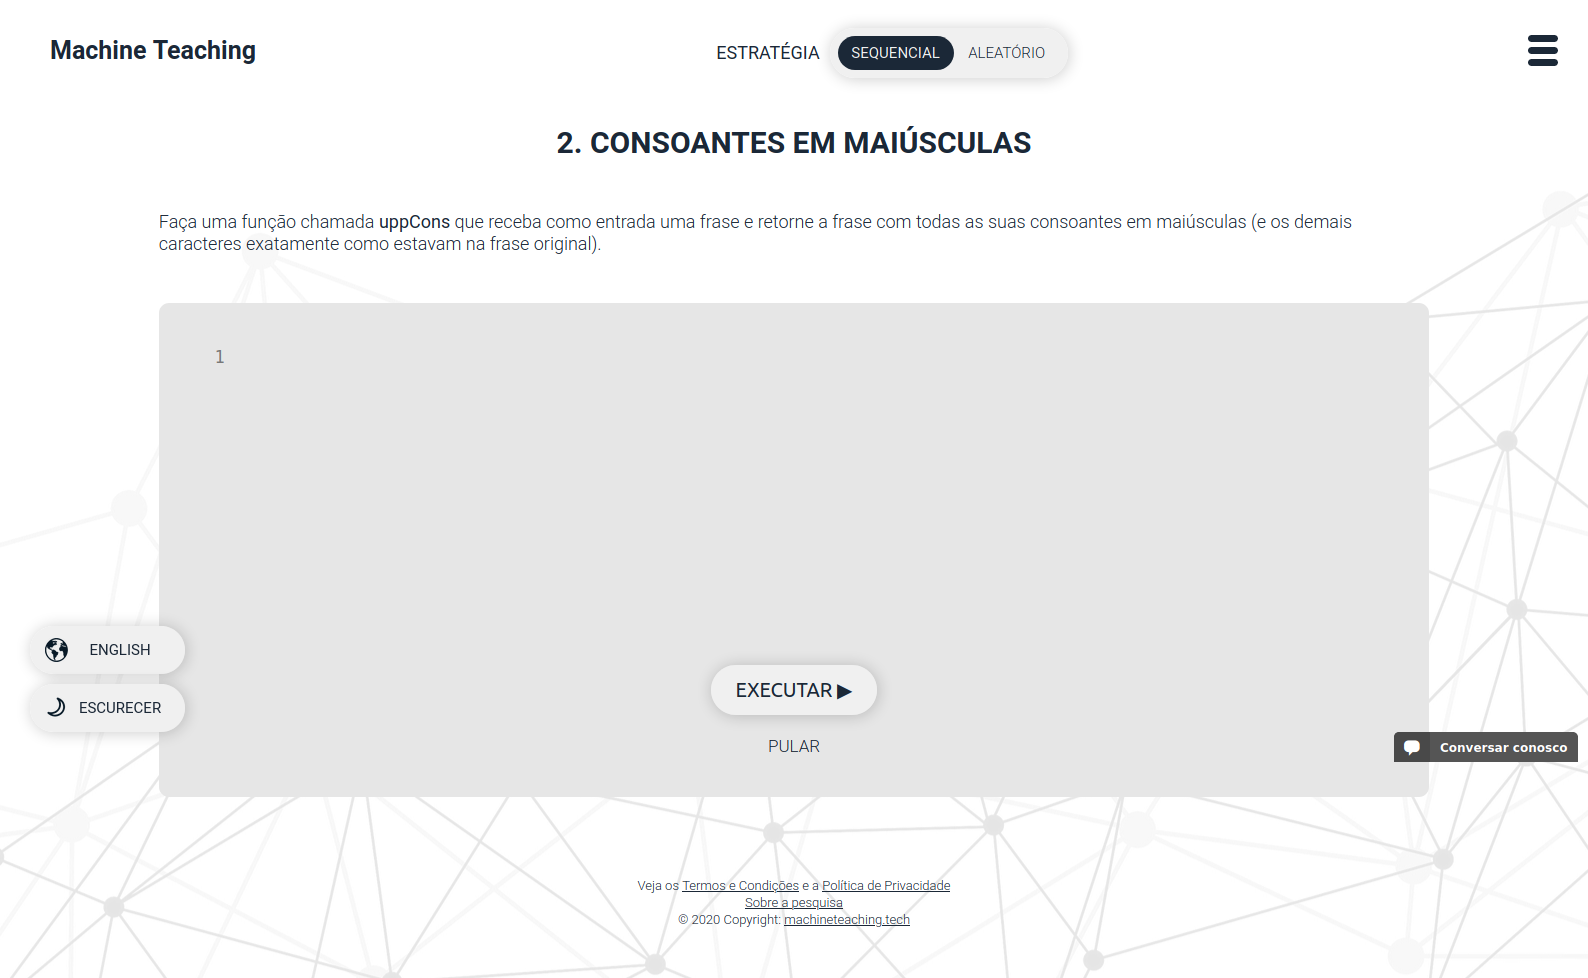 Machine Teaching
ESTRATÉGIA SEQUENCIAL ALEATÓRIO
2. CONSOANTES EM MAIÚSCULAS
Faça uma função chamada uppCons que receba como entrada uma frase e retorne a frase com todas as suas consoantes em maiúsculas (e os demais
caracteres exatamente como estavam na frase original).
1
ENGLISH
ESCURECER
EXECUTAR ▶
PULAR
Conversar conosco
Veja os Termos e Condições e a Política de Privacidade
Sobre a pesquisa
© 2020 Copyright: machineteaching.tech